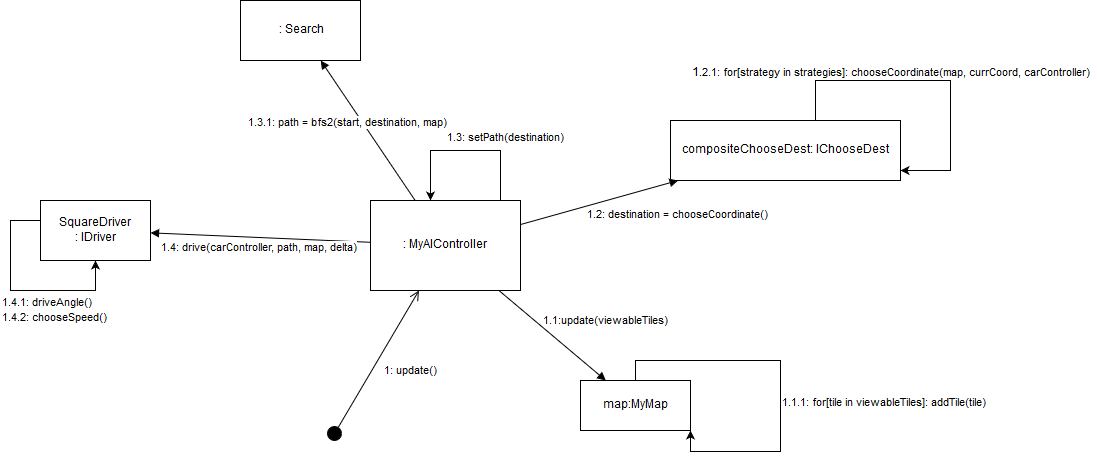 : Search
1.2.1: for[strategy in strategies]: chooseCoordinate(map, currCoord, carController)
1.3.1: path = bfs2(start, destination, map)
1.3: setPath(destination)
compositeChooseDest: IChooseDest
1.2: destination = chooseCoordinate()
SquareDriver
: IDriver
: MyAIController
1.4: drive(carController, path, map, delta)
1.4.1: driveAngle()
1.4.2: chooseSpeed()
1.1:update(viewableTiles)
1: update()
map:MyMap
1.1.1: for[tile in viewableTiles]: addTile(tile)